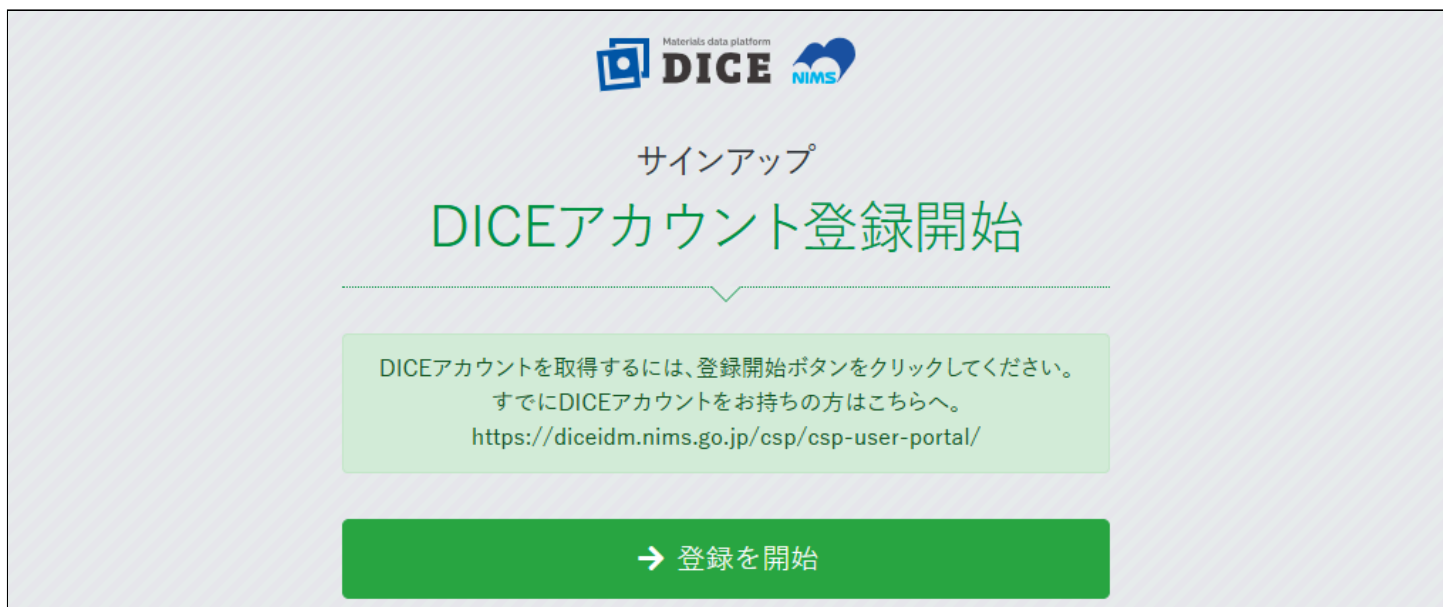 Materials data platform
DICE
NIMS
サインアップ
DICEアカウント登録開始
DICEアカウントを取得するには、登録開始ボタンをクリックしてください。
すでにDICEアカウントをお持ちの方はこちらへ。
https://diceidm.nims.go.jp/csp/csp-user-portal/
登録を開始